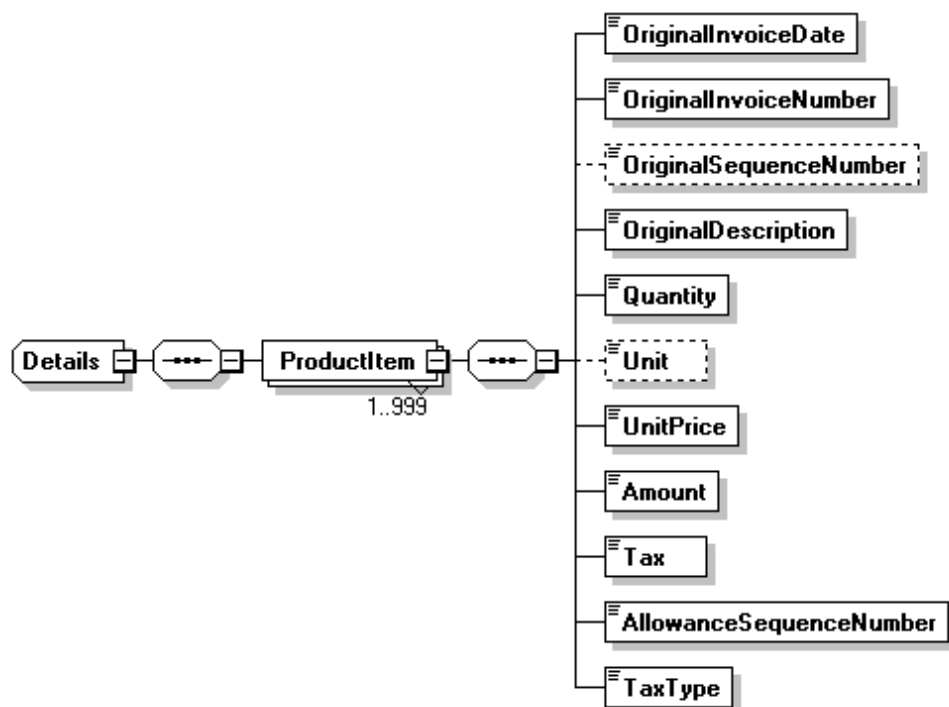 OriginalInvoiceDate
OriginalInvoiceNumber
OriginalSequenceNumber
OriginalDescription
Quantity
Details
ProductItem
1..999
Unit
UnitPrice
Amount
Tax
AllowanceSequenceNumber
TaxType